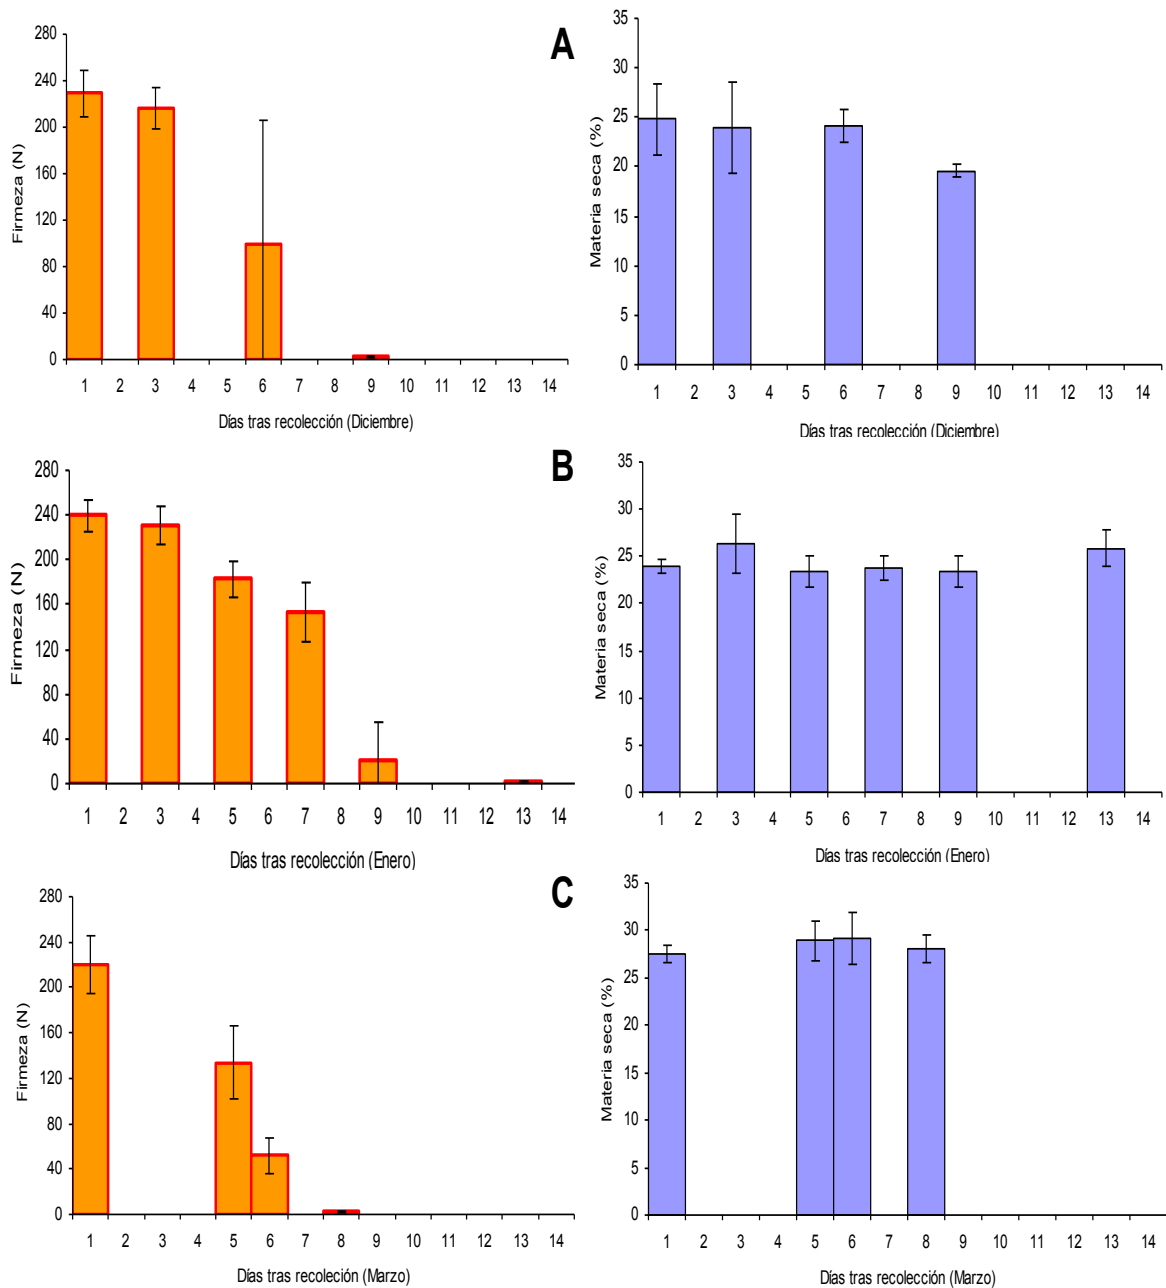 A
280
240
200
160
120
80
40
0
Firmeza (N)
1 2 3 4 5 6 7 8 9 10 11 12 13 14
Días tras recolección (Diciembre)
35
30
25
20
15
10
5
0
Materia seca (%)
1 2 3 4 5 6 7 8 9 10 11 12 13 14
Días tras recolección (Diciembre)
B
280
240
200
160
120
80
40
0
Firmeza (N)
1 2 3 4 5 6 7 8 9 10 11 12 13 14
Días tras recolección (Enero)
35
30
25
20
15
10
5
0
Materia seca (%)
1 2 3 4 5 6 7 8 9 10 11 12 13 14
Días tras recolección (Enero)
C
280
240
200
160
120
80
40
0
Firmeza (N)
1 2 3 4 5 6 7 8 9 10 11 12 13 14
Días tras recoleción (Marzo)
35
30
25
20
15
10
5
0
Materia seca (%)
1 2 3 4 5 6 7 8 9 10 11 12 13 14
Días tras recolección (Marzo)